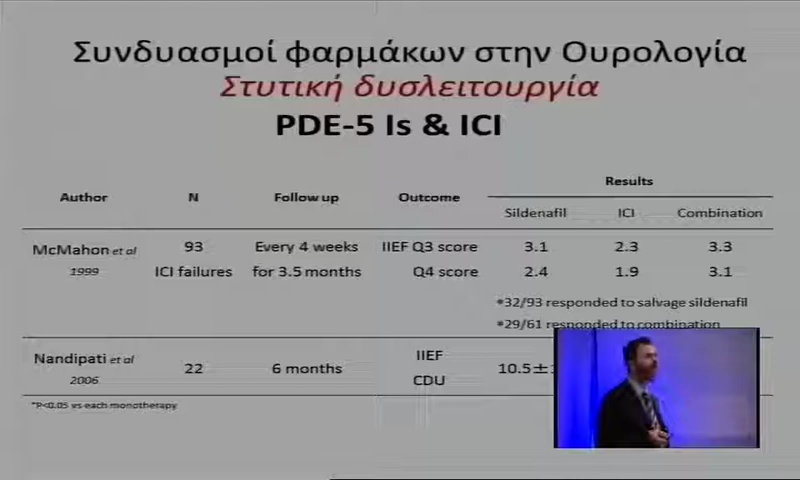 Συνδυασμοί φαρμάκων στην Ουρολογία
Στυτική δυσλειτουργία
PDE-5 Is & ICI
Results
Author N Follow up Outcome
Sildenafil ICI Combination
McMahon et al 93 Every 4 weeks IIEF Q3 score 3.1 2.3 3.3
1999 ICI failures for 3.5 months Q4 score 2.4 1.9 3.1
*32/93 responded to salvage sildenafil
*29/61 responded to combination
Nandipati et al 22 6 months IIEF 10.5±
2006 CDU
*P<0.05 vs each monotherapy